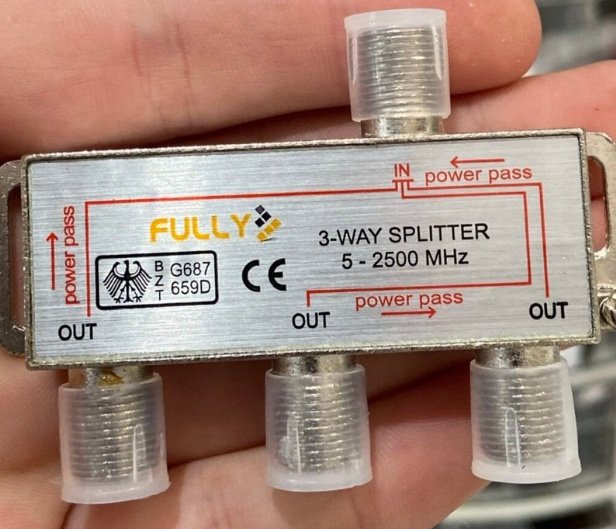 IN
power pass
power pass
FULLY
3-WAY SPLITTER
5 - 2500 MHz
BZT
G687
659D
CE
power pass
OUT
OUT
OUT